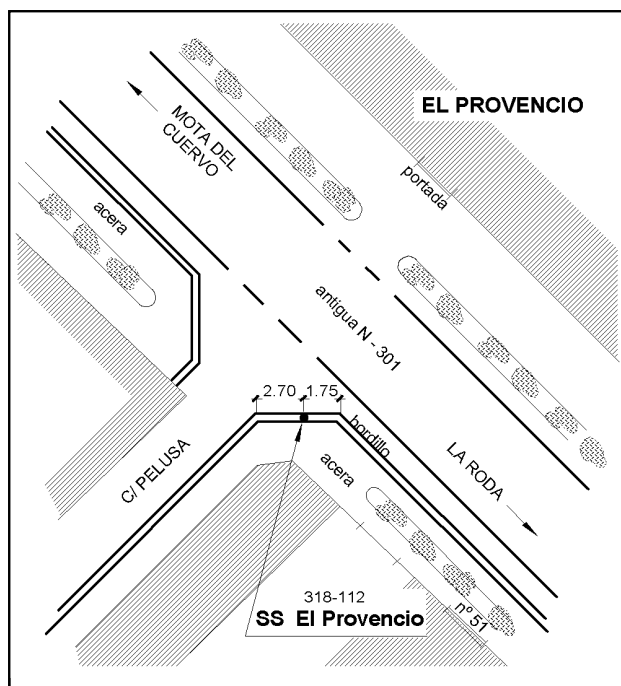 EL PROVENCIO
MOTA DEL
CUERVO
portada
acera
antigua N - 301
2.70 1.75
bordillo
LA RODA
C/ PELUSA
acera
318-112
SS El Provencio
nº 51